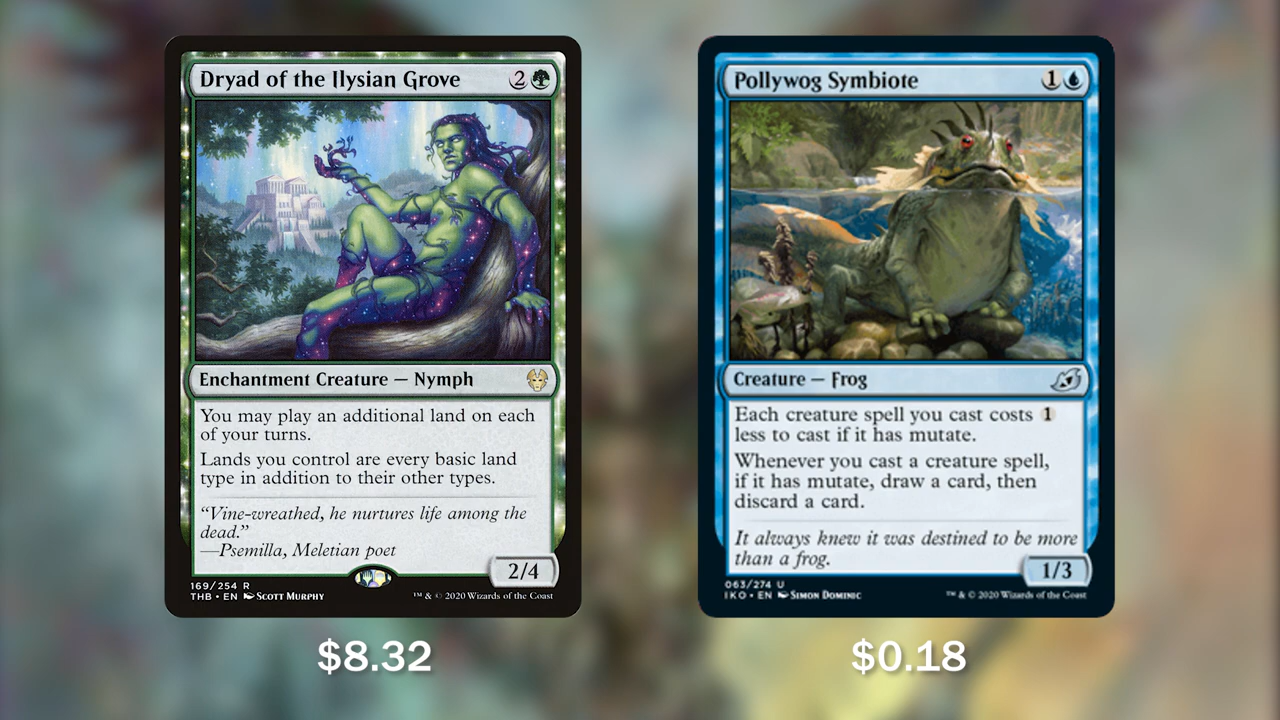 Dryad of the Ilysian Grove 2
Enchantment Creature — Nymph
You may play an additional land on each
of your turns.
Lands you control are every basic land
type in addition to their other types.
“Vine-wreathed, he nurtures life among the
dead.”
—Psemilla, Meletian poet
2/4
169/254 R
THB • EN Scott Murphy
™ & © 2020 Wizards of the Coast
$8.32
Pollywog Symbiote 1
Creature — Frog
Each creature spell you cast costs 1
less to cast if it has mutate.
Whenever you cast a creature spell,
if it has mutate, draw a card, then
discard a card.
It always knew it was destined to be more
than a frog.
1/3
063/274 U
IKO • EN Simon Dominic
™ & © 2020 Wizards of the Coast
$0.18